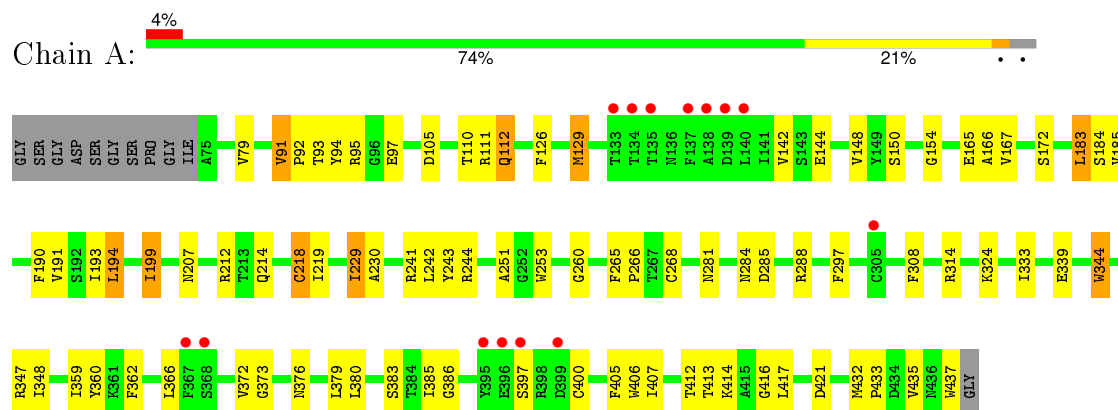 4%
Chain A:
74% 21% • •
GLY SER GLY ASP SER GLY SER PRO GLY ILE A75 V79 V91 P92 T93 Y94 R95 G96 E97 D105 T110 R111 Q112 F126 M129 T133 T134 T135 N136 F137 A138 D139 L140 I141 V142 S143 E144 V148 Y149 S150 G154 E165 A166 V167 S172 L183 S184 V185
F190 V191 S192 I193 L194 I199 N207 R212 T213 Q214 C218 I219 I229 A230 R241 L242 Y243 R244 A251 G252 W253 G260 F265 P266 T267 C268 N281 N284 D285 R288 F297 C305 F308 R314 K324 I333 E339 W344
R347 I348 I359 Y360 K361 F362 L366 F367 S368 V372 G373 N376 L379 L380 S383 T384 I385 G386 Y395 E396 S397 R398 D399 C400 F405 W406 I407 T412 T413 K414 A415 G416 L417 D421 M432 P433 D434 V435 N436 W437 GLY